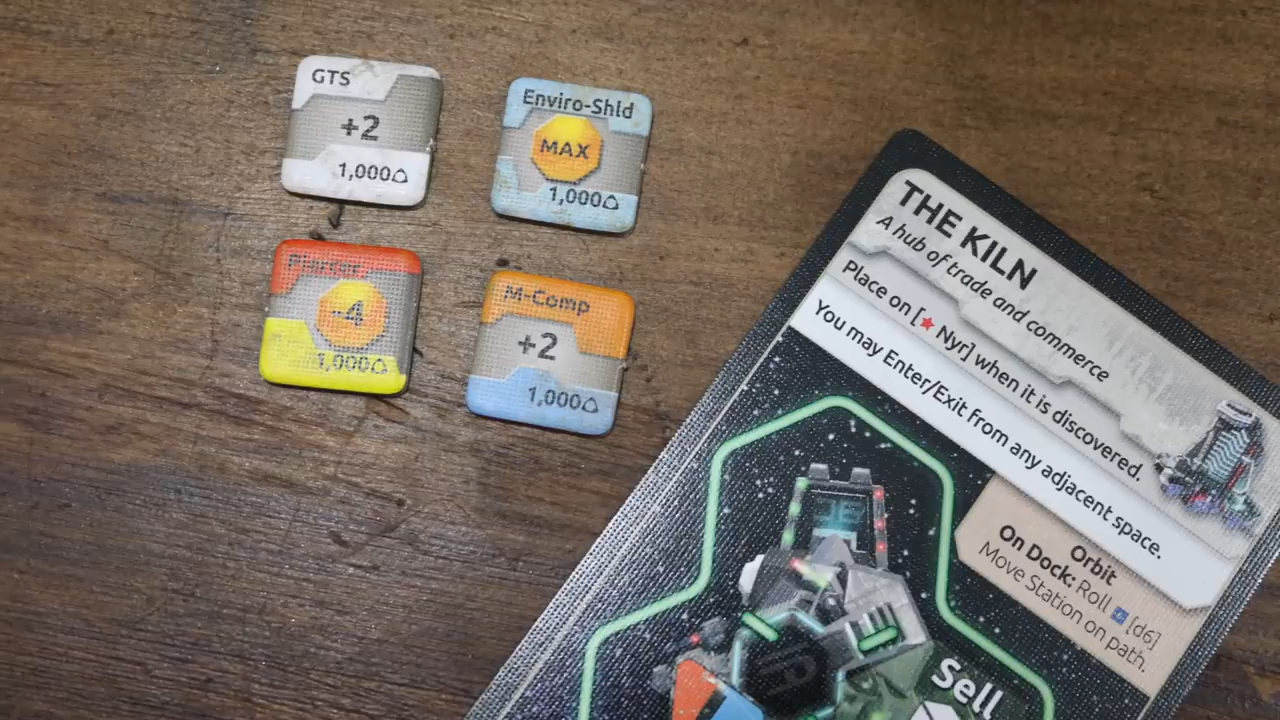 GTS
+2
1,000
Enviro-Shld
MAX
1,000
-4
1,000
M-Comp
+2
1,000
THE KILN
A hub of trade and commerce
Place on [★ Nyr] when it is discovered.
You may Enter/Exit from any adjacent space.
Orbit
On Dock: Roll [d6]
Move Station on path.
Sell